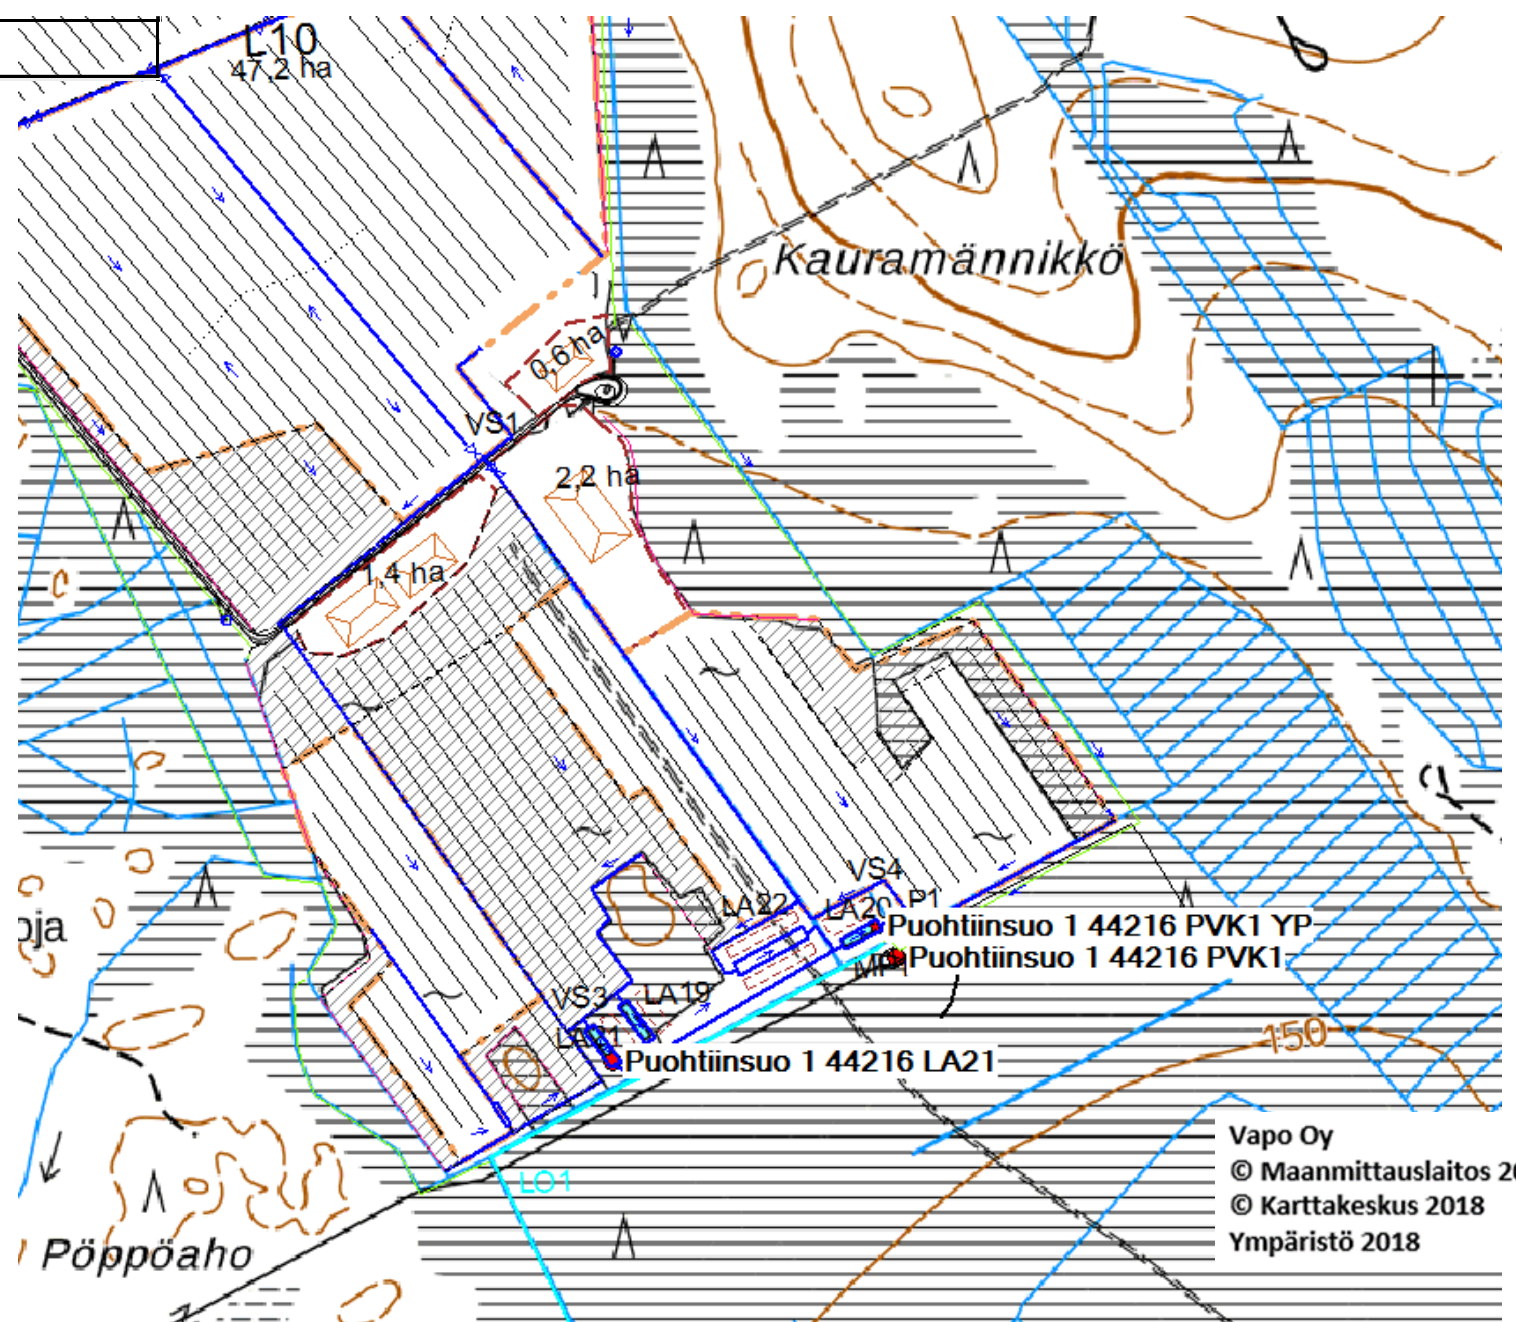 L10
47,2 ha
Kauramännikkö
0,6 ha
VS1
2,2 ha
1,4 ha
VS4
LA22
LA20
P1
Puohtiinsuo 1 44216 PVK1 YP
oja
MP1
Puohtiinsuo 1 44216 PVK1
VS3
LA19
LA21
Puohtiinsuo 1 44216 LA21
150
LO1
Pöppöaho
Vapo Oy
© Maanmittauslaitos 20
© Karttakeskus 2018
Ympäristö 2018